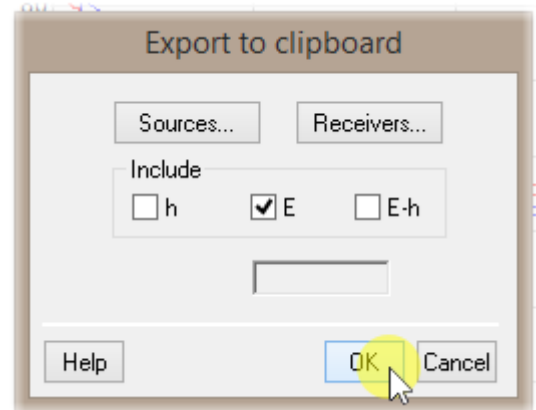 Export to clipboard
Sources... Receivers...
Include
h E E-h
Help OK Cancel